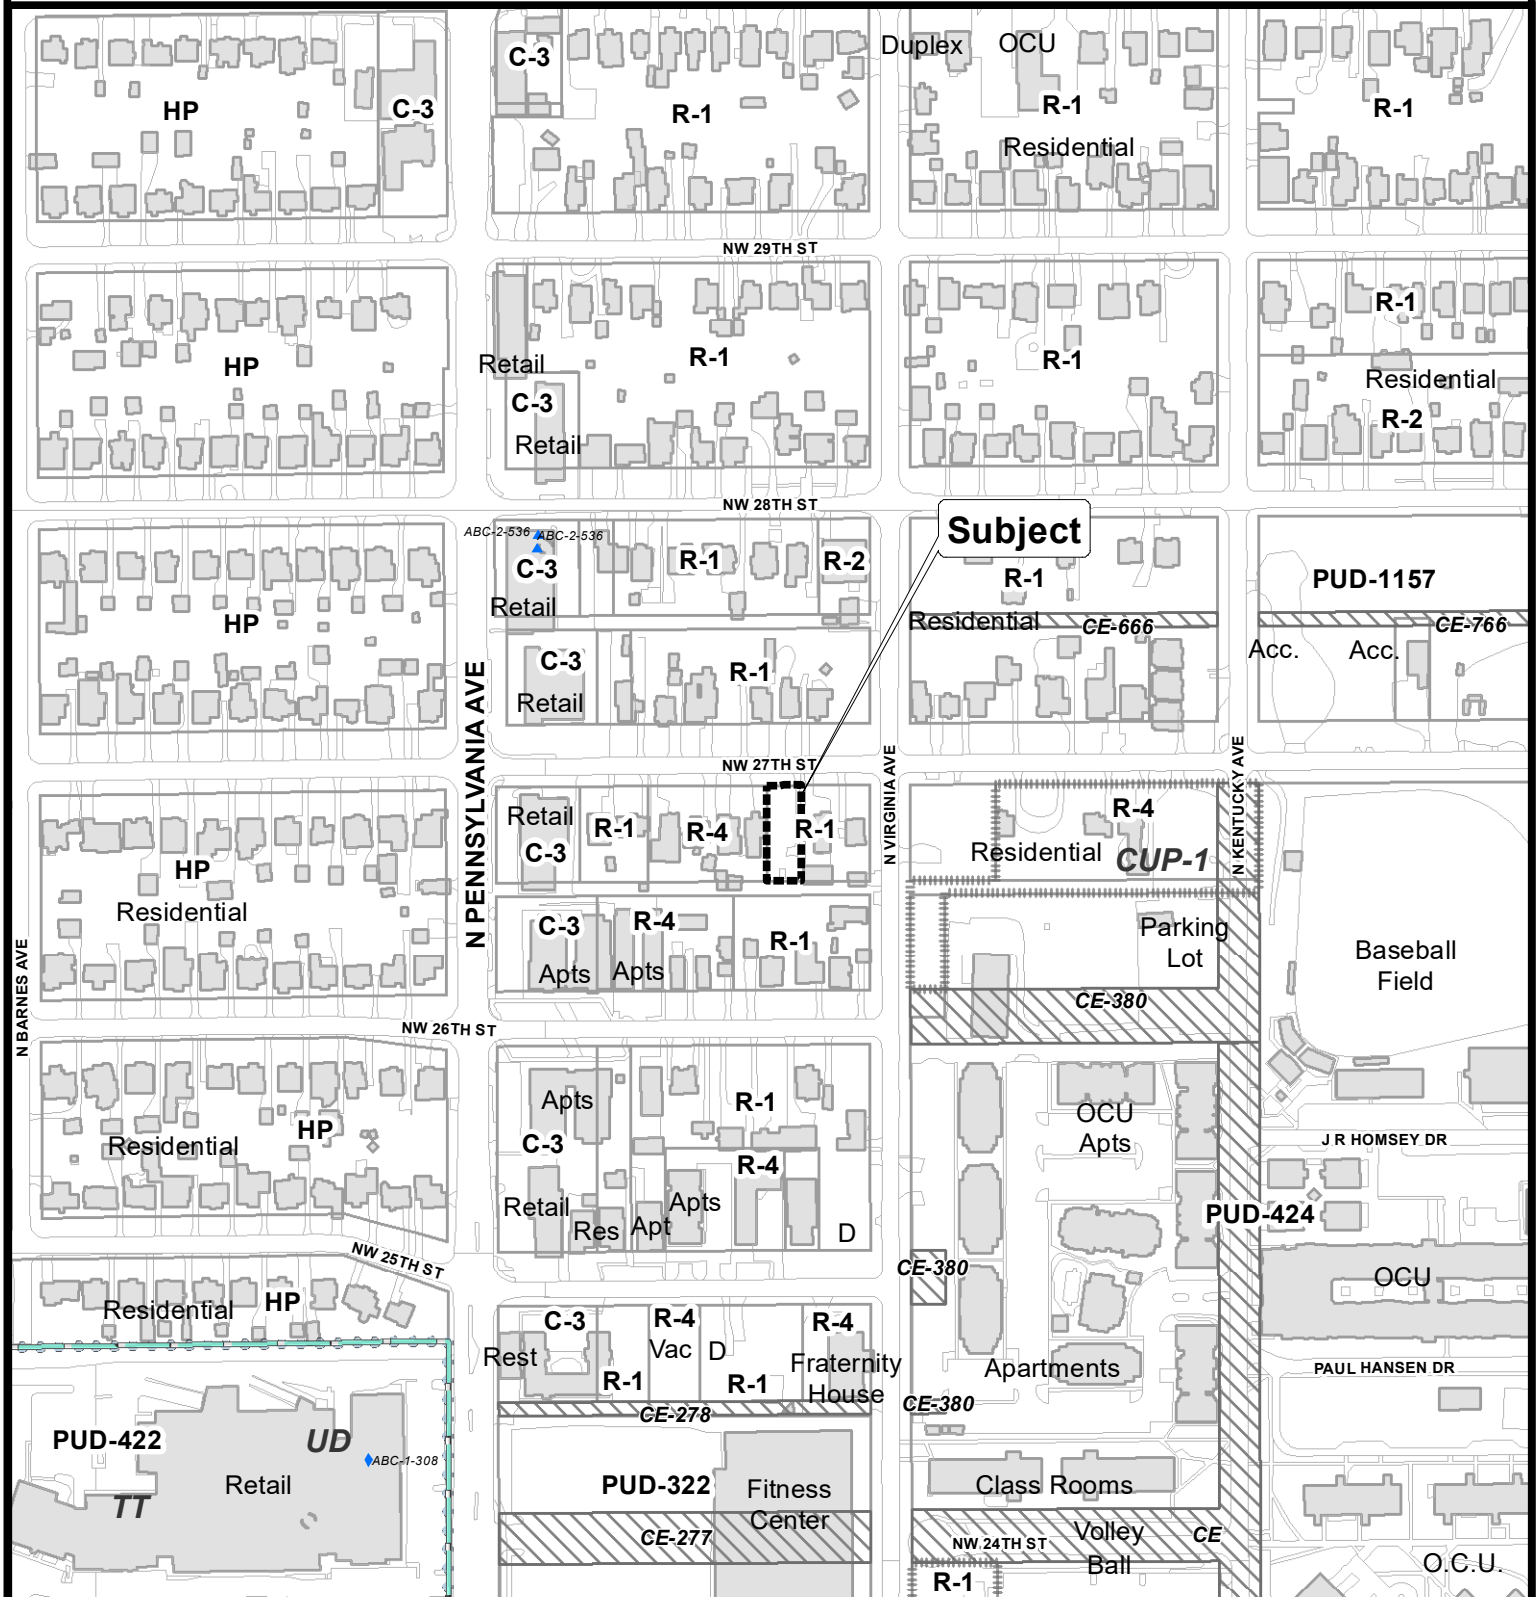 Duplex
OCU
C-3
HP
C-3
R-1
R-1
R-1
Residential
NW 29TH ST
R-1
HP
Retail
R-1
R-1
C-3
Residential
R-2
Retail
NW 28TH ST
ABC-2-536
ABC-2-536
Subject
C-3
R-1
R-2
R-1
PUD-1157
Retail
HP
Residential
CE-666
CE-766
C-3
R-1
Acc.
Acc.
Retail
N PENNSYLVANIA AVE
NW 27TH ST
N VIRGINIA AVE
N KENTUCKY AVE
Retail
R-1
R-4
R-1
R-4
C-3
Residential
CUP-1
HP
Residential
C-3
R-4
R-1
Parking
Lot
Baseball
Field
Apts
Apts
N BARNES AVE
CE-380
NW 26TH ST
Apts
R-1
OCU
Apts
HP
Residential
C-3
J R HOMSEY DR
R-4
Retail
Apts
PUD-424
Res
Apt
D
NW 25TH ST
CE-380
OCU
Residential
HP
C-3
R-4
R-4
Rest
Vac
D
Fraternity
House
Apartments
PAUL HANSEN DR
R-1
R-1
CE-380
CE-278
PUD-422
UD
ABC-1-308
Retail
TT
PUD-322
Fitness
Center
Class Rooms
CE-277
Volley
Ball
CE
NW 24TH ST
O.C.U.
R-1